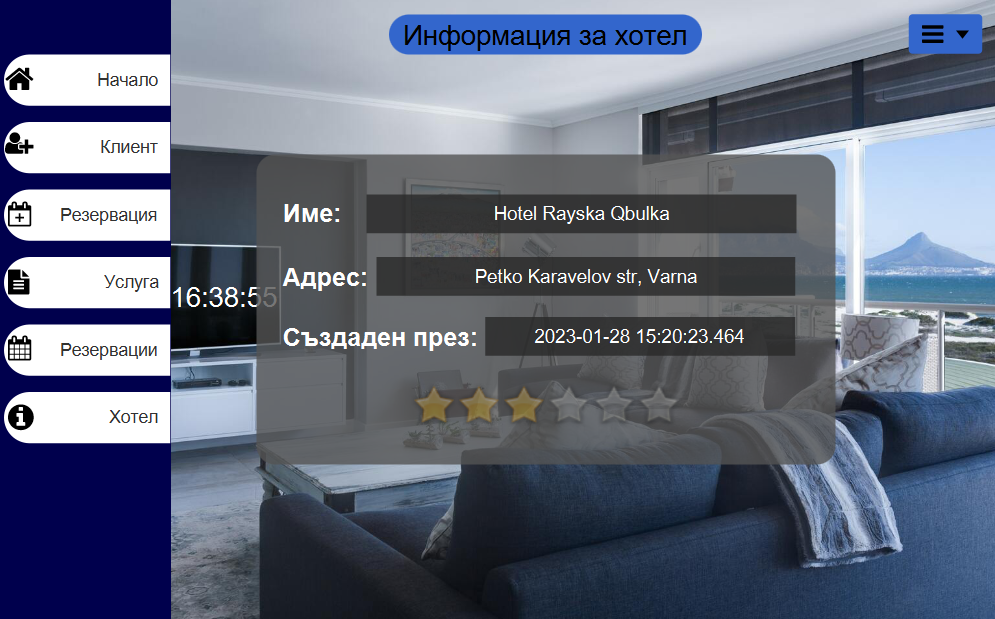 Информация за хотел
Начало
Клиент
Резервация
Услуга
Резервации
Хотел
16:38:55
Име: Hotel Rayska Qbulka
Адрес: Petko Karavelov str, Varna
Създаден през: 2023-01-28 15:20:23.464